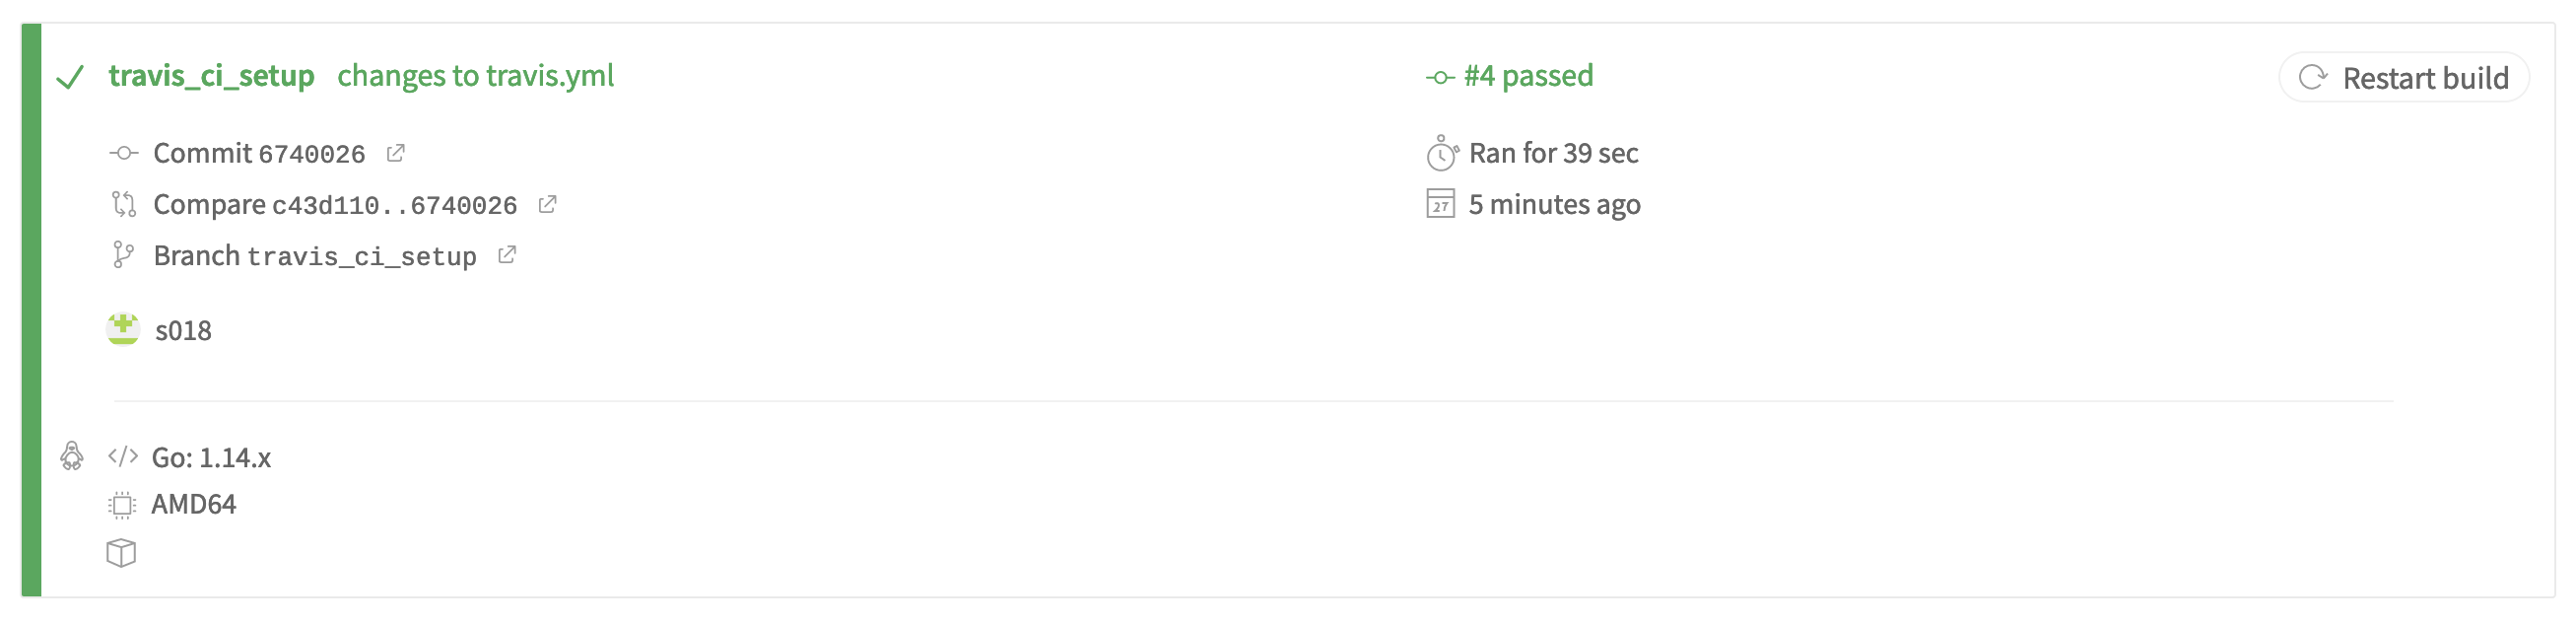 travis_ci_setup changes to travis.yml
#4 passed
Restart build
Commit 6740026
Ran for 39 sec
Compare c43d110..6740026
27 5 minutes ago
Branch travis_ci_setup
s018
</> Go: 1.14.x
AMD64